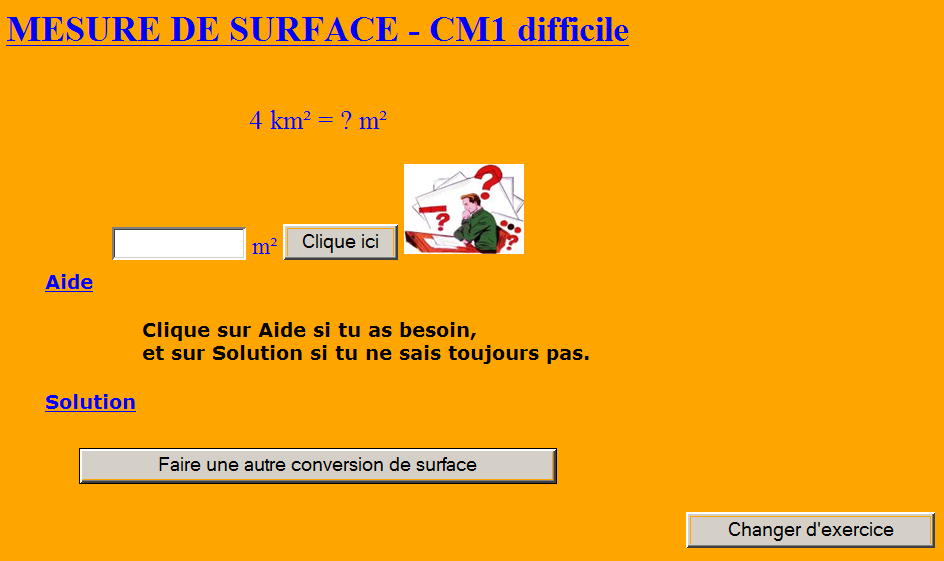 MESURE DE SURFACE - CM1 difficile
4 km² = ? m²
m² Clique ici
Aide
Clique sur Aide si tu as besoin,
et sur Solution si tu ne sais toujours pas.
Solution
Faire une autre conversion de surface
Changer d'exercice